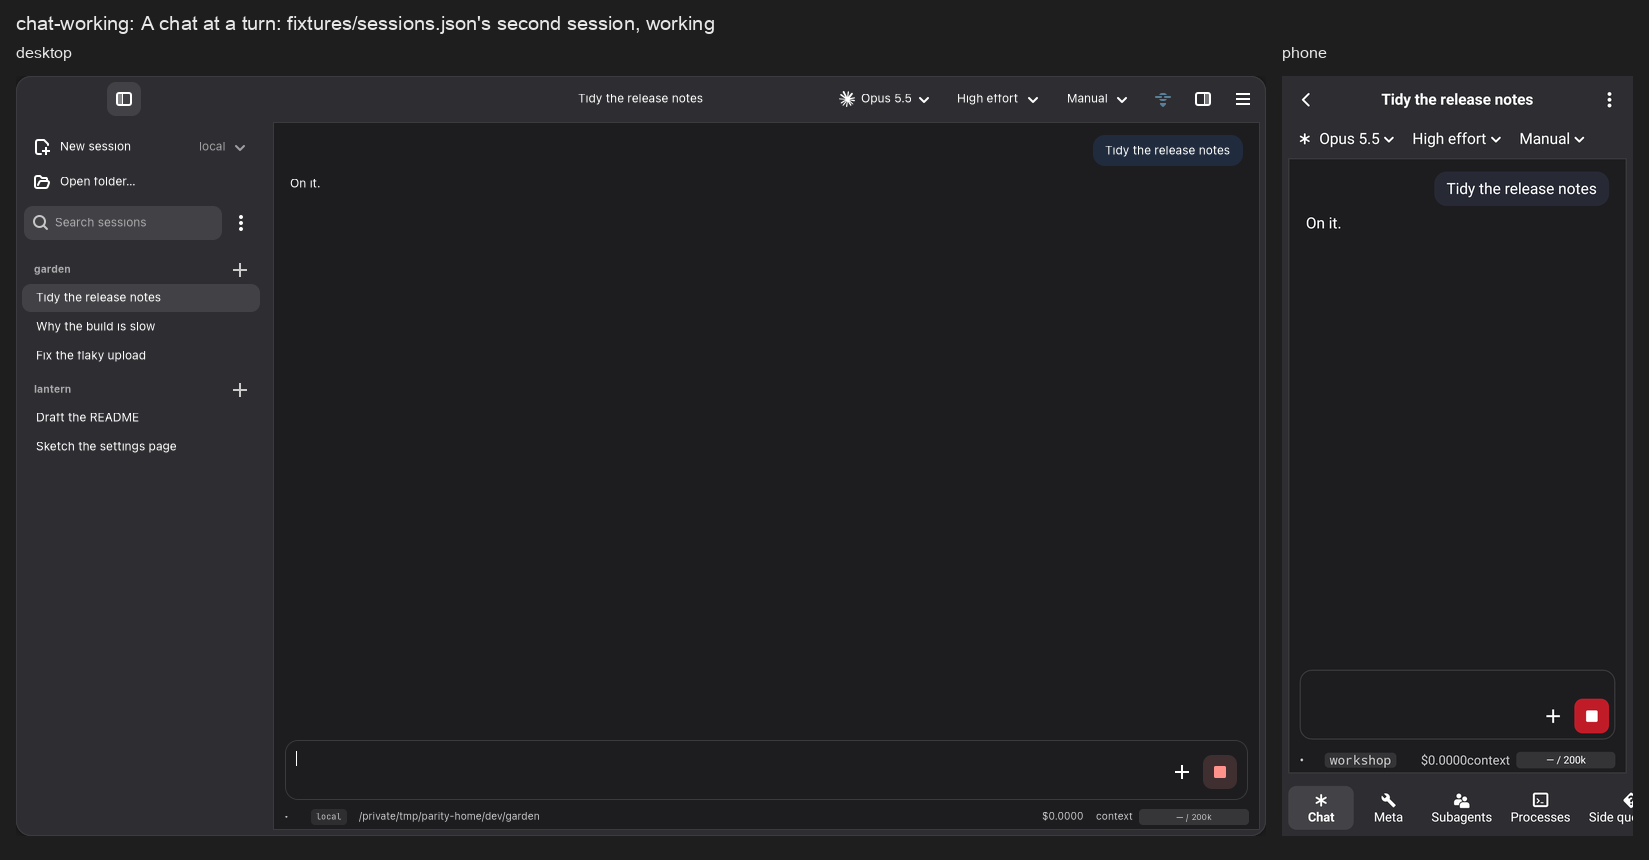 chat-working: A chat at a turn: fixtures/sessions.json's second session, working
desktop
Tidy the release notes
Opus 5.5
High effort
Manual
New session
local
Open folder...
Search sessions
garden
Tidy the release notes
Why the build is slow
Fix the flaky upload
lantern
Draft the README
Sketch the settings page
Tidy the release notes
On it.
local
/private/tmp/parity-home/dev/garden
$0.0000
context
— / 200k
phone
Tidy the release notes
Opus 5.5
High effort
Manual
Tidy the release notes
On it.
workshop
$0.0000context
— / 200k
Chat
Meta
Subagents
Processes
Side qu